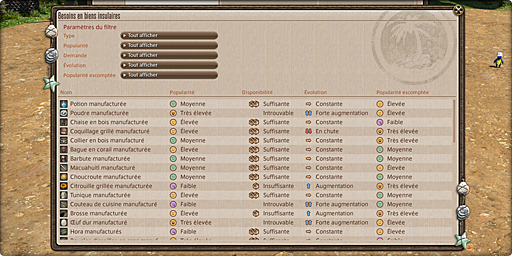 Besoins en biens insulaires
Paramètres du filtre
Type Tout afficher
Popularité Tout afficher
Demande Tout afficher
Évolution Tout afficher
Popularité escomptée Tout afficher
Nom Popularité Disponibilité Évolution Popularité escomptée
Potion manufacturée Moyenne Suffisante Constante Élevée
Poudre manufacturée Très élevée Introuvable Forte augmentation Élevée
Chaise en bois manufacturée Élevée Suffisante Constante Faible
Coquillage grillé manufacturé Élevée Suffisante En chute Très élevée
Collier en bois manufacturé Moyenne Suffisante Constante Moyenne
Bague en corail manufacturée Élevée Suffisante Constante Moyenne
Barbute manufacturée Moyenne Suffisante Constante Moyenne
Macuahuitl manufacturé Élevée Suffisante Constante Moyenne
Choucroute manufacturée Moyenne Suffisante Constante Élevée
Citrouille grillée manufacturée Faible Insuffisante Augmentation Très élevée
Tunique manufacturée Élevée Suffisante Constante Moyenne
Couteau de cuisine manufacturé Faible Introuvable Forte augmentation Moyenne
Brosse manufacturée Élevée Insuffisante Augmentation Élevée
Œuf dur manufacturé Très élevée Introuvable Forte augmentation Élevée
Hora manufacturés Faible Suffisante Constante Très élevée